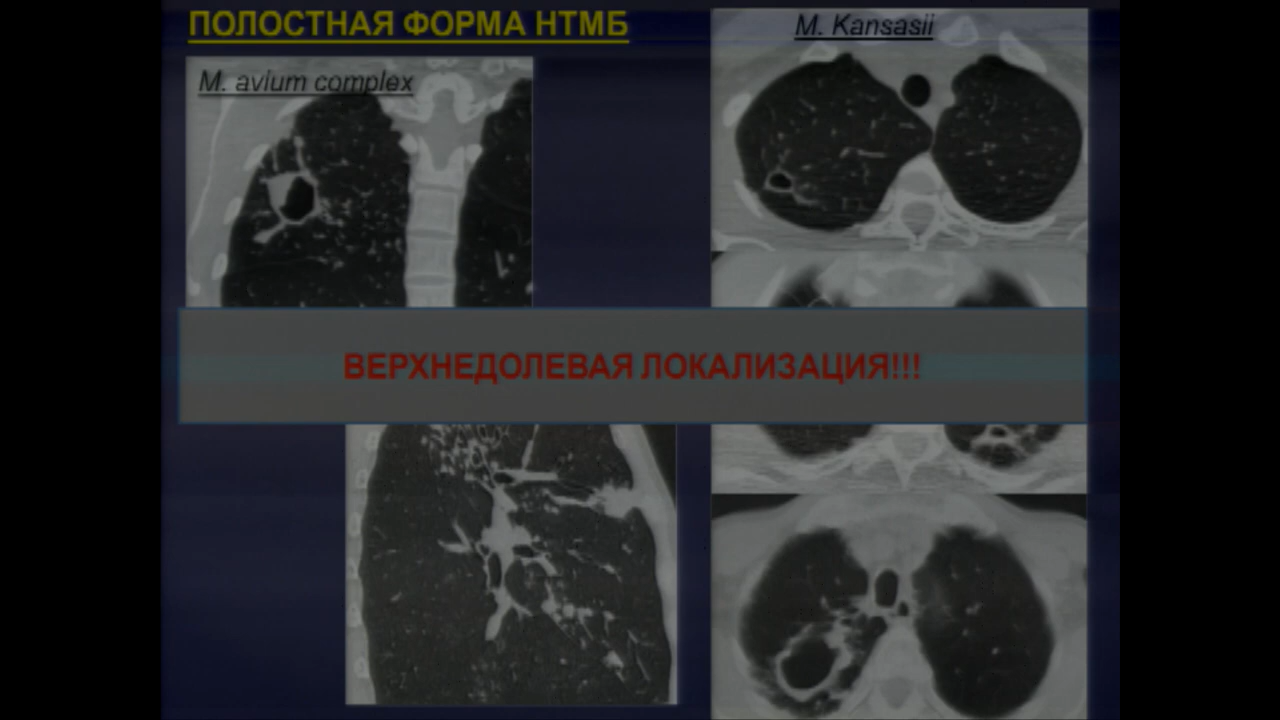 ПОЛОСТНАЯ ФОРМА НТМБ
M. Kansasii
M. avium complex
ВЕРХНЕДОЛЕВАЯ ЛОКАЛИЗАЦИЯ!!!